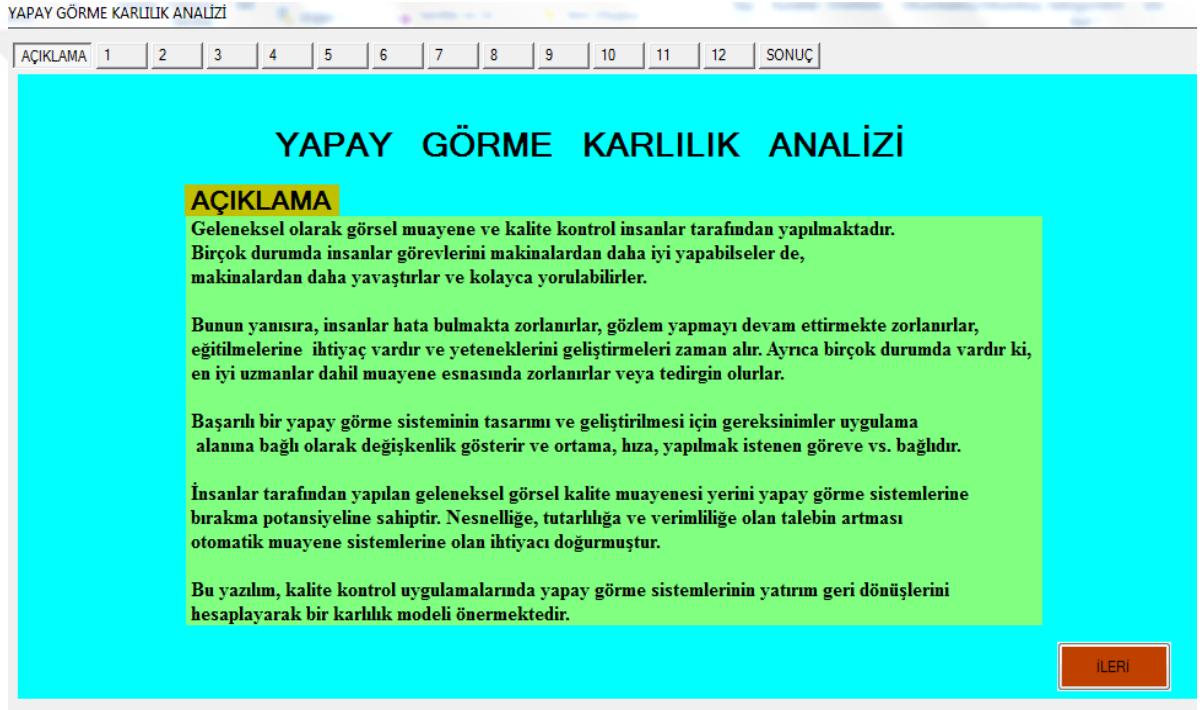 YAPAY GÖRME KARLILIK ANALİZİ
AÇIKLAMA 1 2 3 4 5 6 7 8 9 10 11 12 SONUÇ
YAPAY GÖRME KARLILIK ANALİZİ
AÇIKLAMA
Geleneksel olarak görsel muayene ve kalite kontrol insanlar tarafından yapılmaktadır.
Birçok durumda insanlar görevlerini makinalardan daha iyi yapabilseler de,
makinalardan daha yavaştırlar ve kolayca yorulabilirler.
Bunun yanısıra, insanlar hata bulmakta zorlanırlar, gözlem yapmayı devam ettirmekte zorlanırlar,
eğitilmelerine ihtiyaç vardır ve yeteneklerini geliştirmeleri zaman alır. Ayrıca birçok durumda vardır ki,
en iyi uzmanlar dahil muayene esnasında zorlanırlar veya tedirgin olurlar.
Başarılı bir yapay görme sisteminin tasarımı ve geliştirilmesi için gereksinimler uygulama
alanına bağlı olarak değişkenlik gösterir ve ortama, hıza, yapılmak istenen göreve vs. bağlıdır.
İnsanlar tarafından yapılan geleneksel görsel kalite muayenesi yerini yapay görme sistemlerine
bırakma potansiyeline sahiptir. Nesnelliğe, tutarlılığa ve verimliliğe olan talebin artması
otomatik muayene sistemlerine olan ihtiyacı doğurmuştur.
Bu yazılım, kalite kontrol uygulamalarında yapay görme sistemlerinin yatırım geri dönüşlerini
hesaplayarak bir karlılık modeli önermektedir.
İLERİ